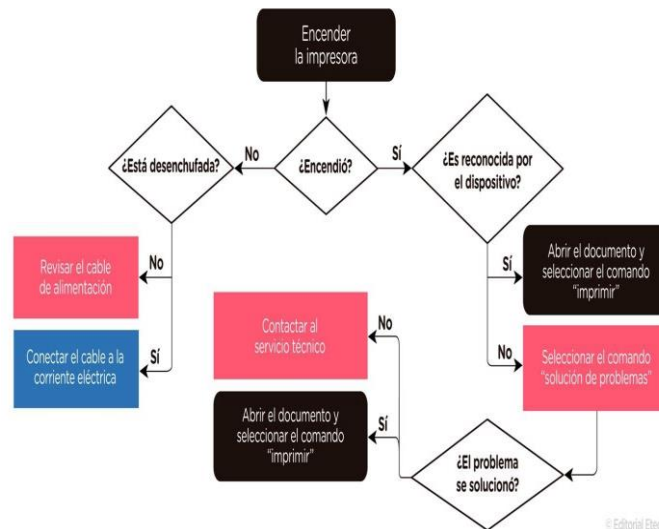 Encender
la impresora
¿Está desenchufada?
No
¿Encendió?
Sí
¿Es reconocida por
el dispositivo?
Revisar el cable
de alimentación
No
Sí
Abrir el documento y
seleccionar el comando
“imprimir”
Conectar el cable a la
corriente eléctrica
Sí
Contactar al
servicio técnico
No
No
Seleccionar el comando
“solución de problemas”
Abrir el documento y
seleccionar el comando
“imprimir”
Sí
¿El problema
se solucionó?
© Editorial